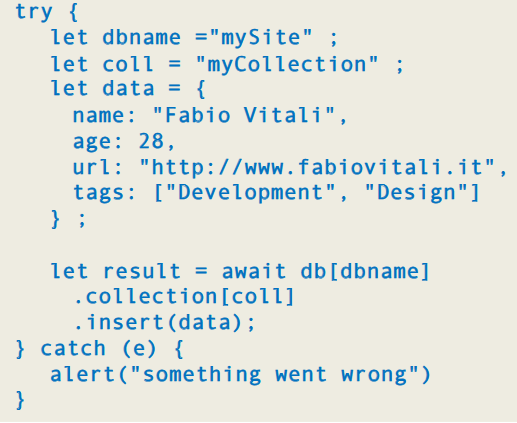 try {
let dbname ="mySite" ;
let coll = "myCollection" ;
let data = {
name: "Fabio Vitali",
age: 28,
url: "http://www.fabiovitali.it",
tags: ["Development", "Design"]
} ;
let result = await db[dbname]
.collection[coll]
.insert(data);
} catch (e) {
alert("something went wrong")
}